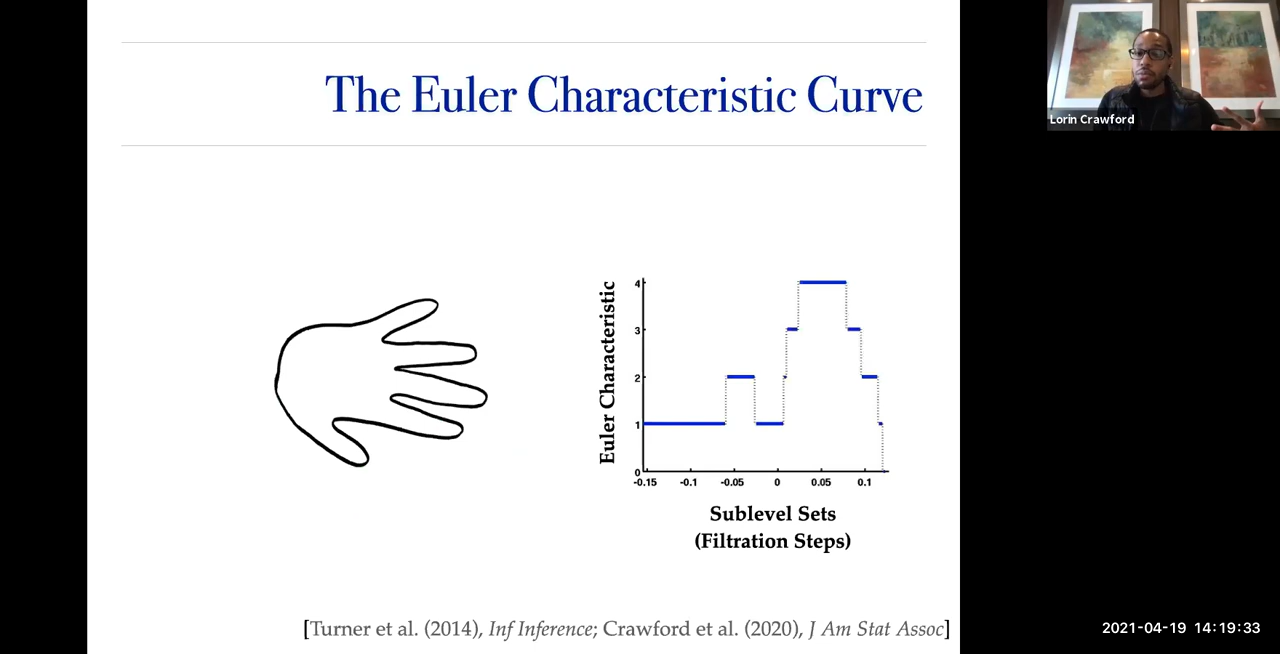 The Euler Characteristic Curve
Lorin Crawford
Euler Characteristic
4
3
2
1
0
-0.15 -0.1 -0.05 0 0.05 0.1
Sublevel Sets
(Filtration Steps)
[Turner et al. (2014), Inf Inference; Crawford et al. (2020), J Am Stat Assoc]
2021-04-19 14:19:33